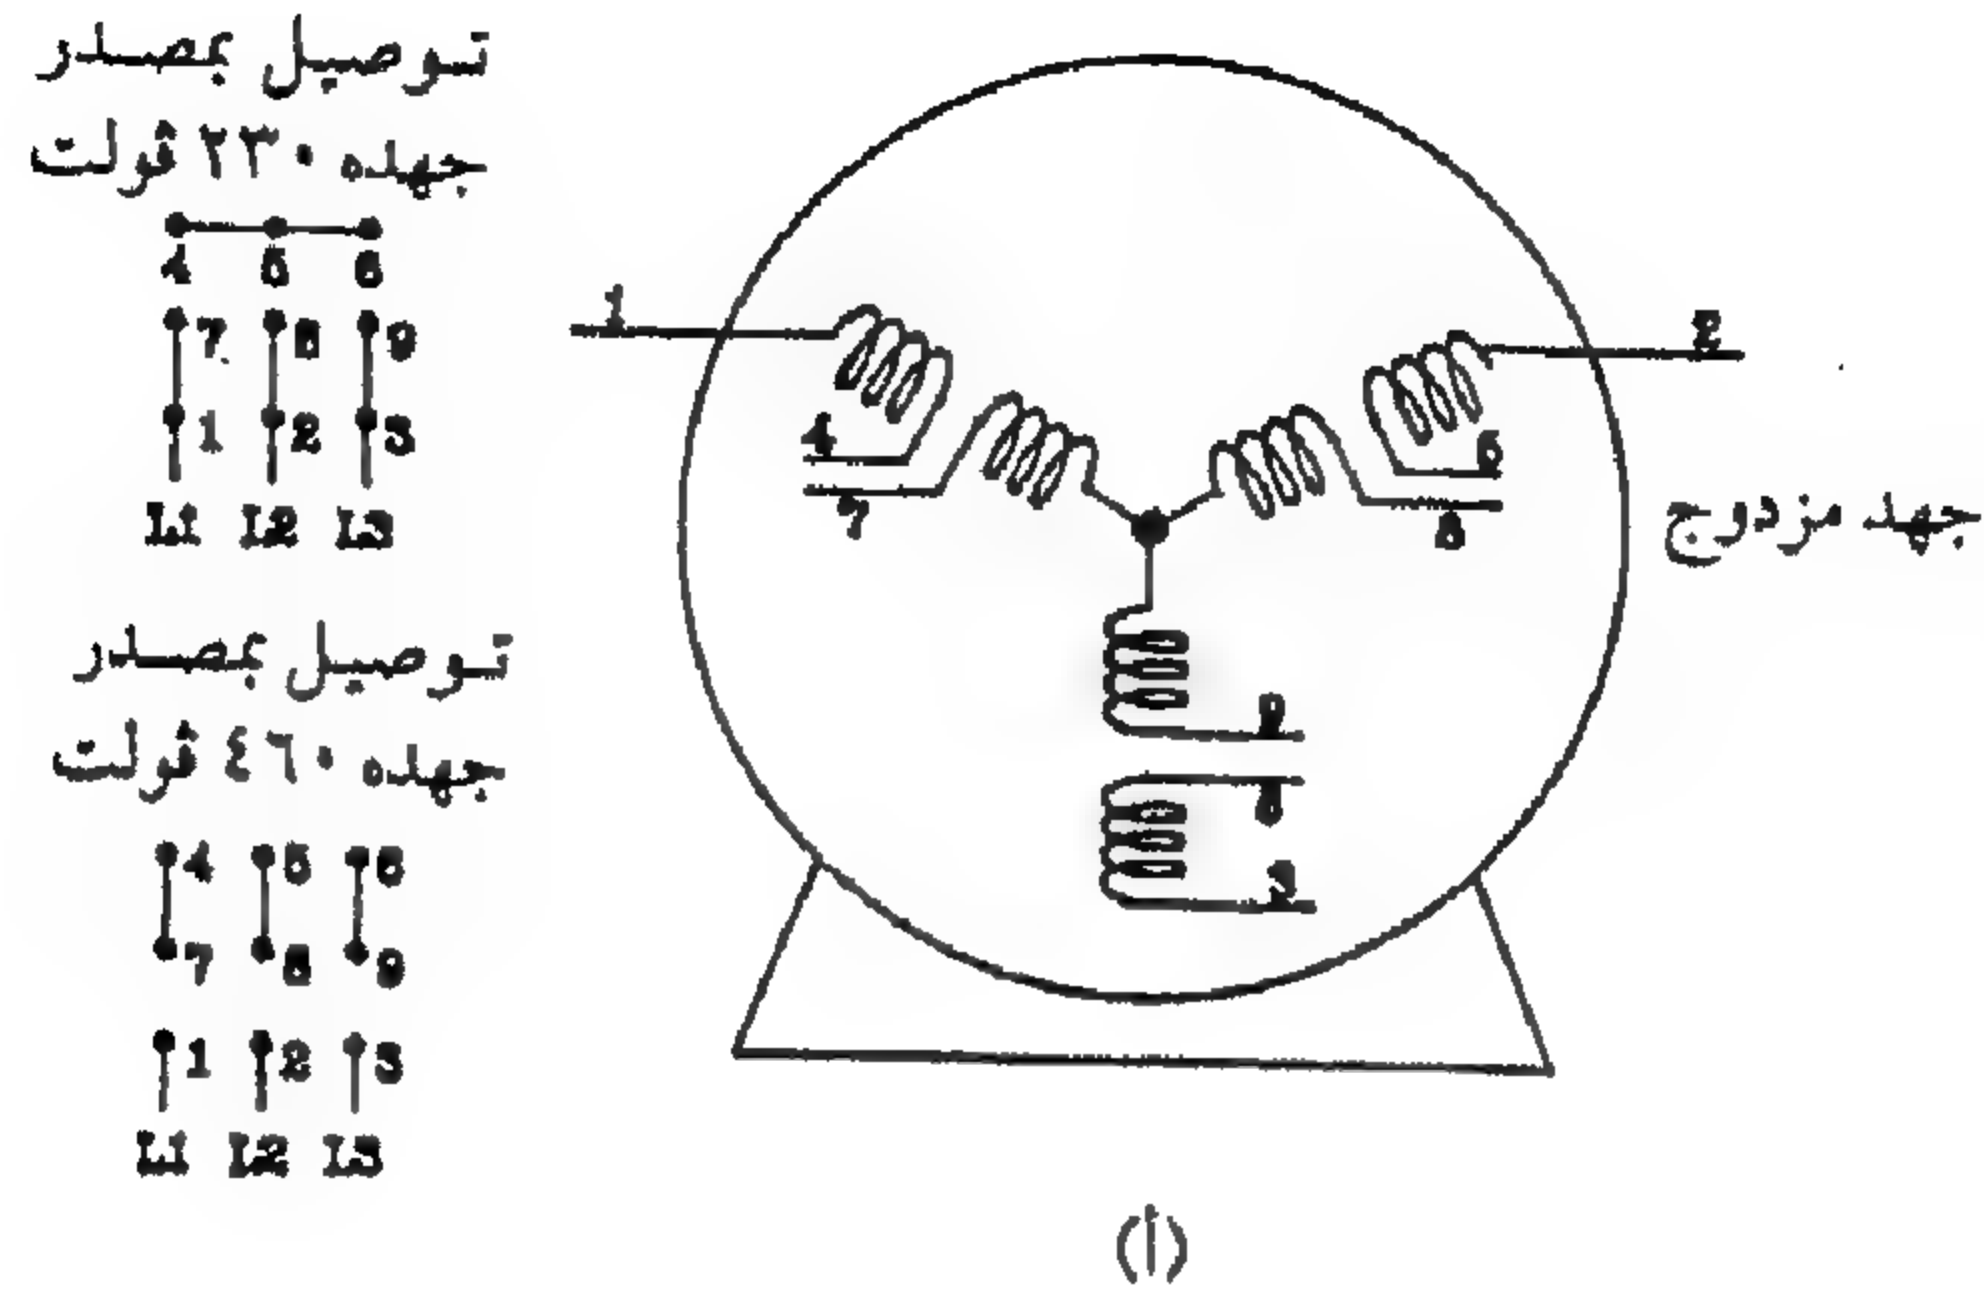 توصيل بمصدر
جهده ٢٣٠ ڤولت
4 5 6
7 8 9
1 2 3
L1 L2 L3
توصيل بمصدر
جهده ٤٦٠ ڤولت
4 5 6
7 8 9
1 2 3
L1 L2 L3
1
2
4
7
5
8
9
6
3
جهد مزدوج
(أ)